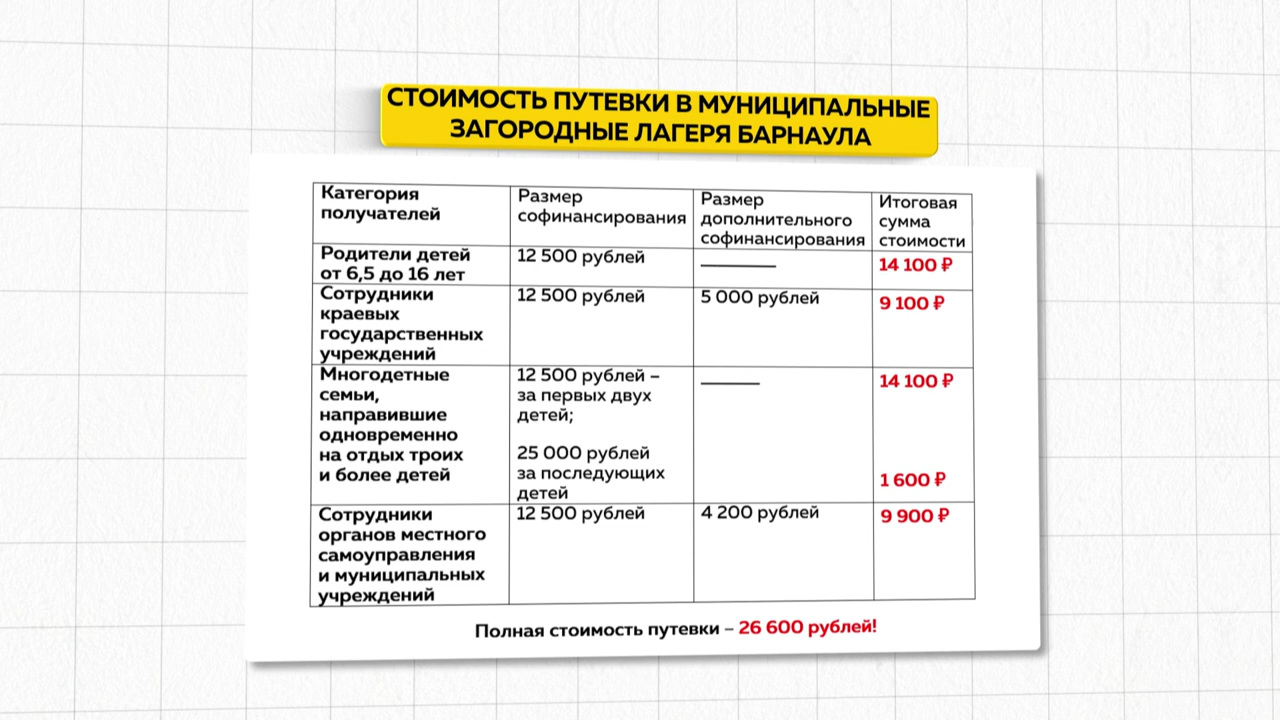 СТОИМОСТЬ ПУТЕВКИ В МУНИЦИПАЛЬНЫЕ
ЗАГОРОДНЫЕ ЛАГЕРЯ БАРНАУЛА
Категория
получателей
Размер
софинансирования
Размер
дополнительного
софинансирования
Итоговая
сумма
стоимости
Родители детей
от 6,5 до 16 лет
12 500 рублей
14 100 ₽
Сотрудники
краевых
государственных
учреждений
12 500 рублей
5 000 рублей
9 100 ₽
Многодетные
семьи,
направившие
одновременно
на отдых троих
и более детей
12 500 рублей –
за первых двух
детей;
25 000 рублей
за последующих
детей
14 100 ₽
1 600 ₽
Сотрудники
органов местного
самоуправления
и муниципальных
учреждений
12 500 рублей
4 200 рублей
9 900 ₽
Полная стоимость путевки – 26 600 рублей!